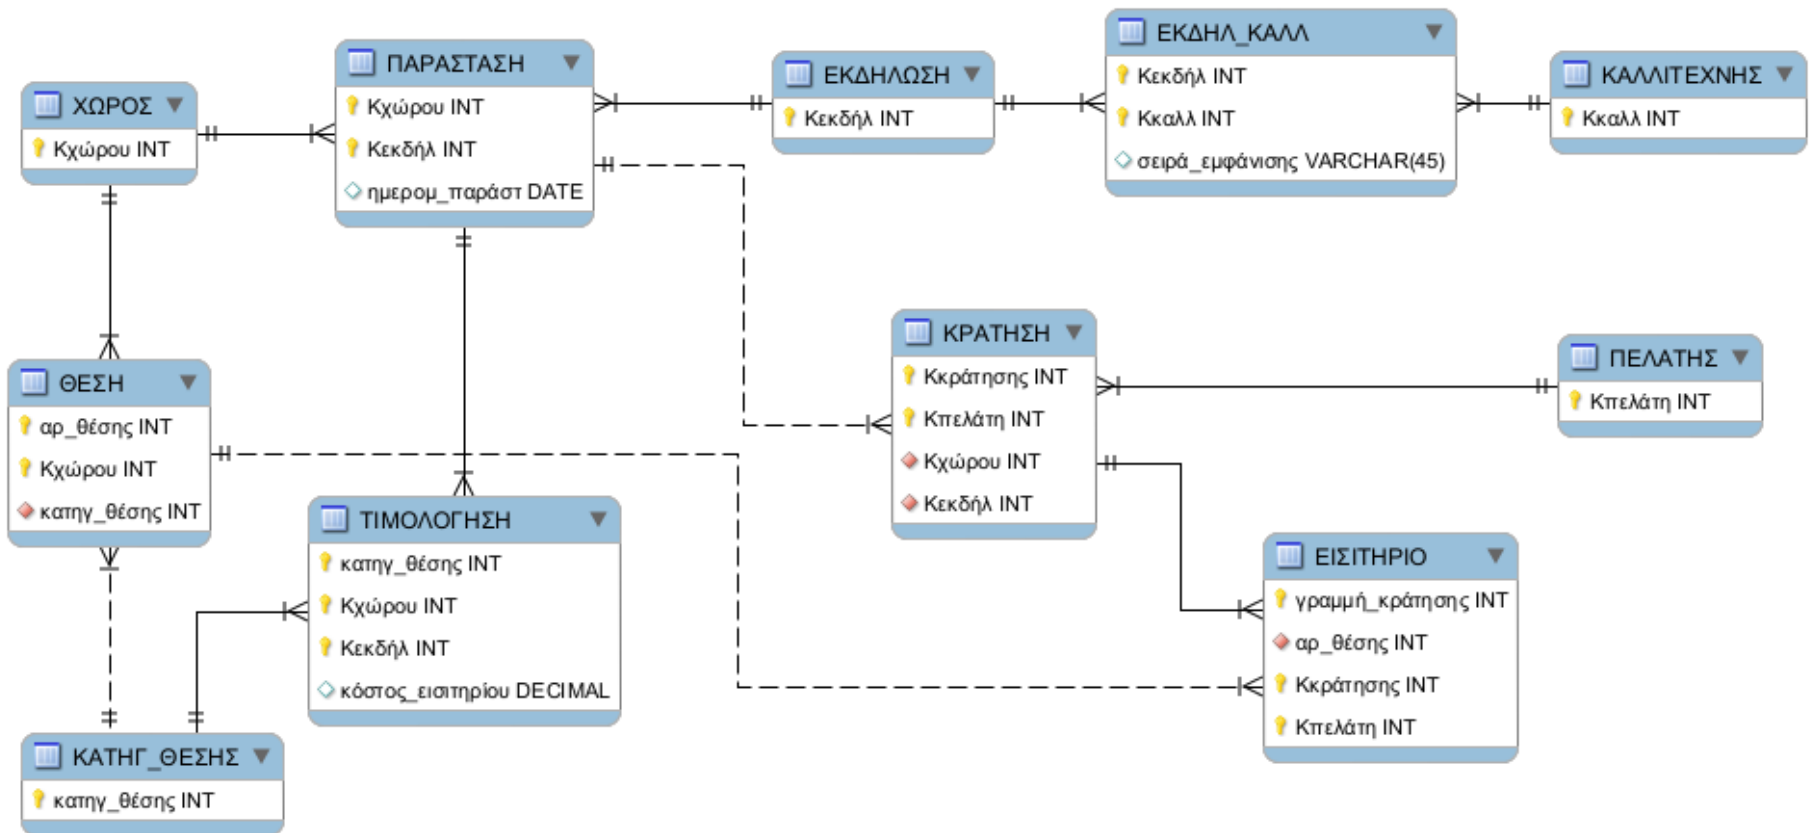 ΧΩΡΟΣ
Κχώρου INT
ΠΑΡΑΣΤΑΣΗ
Κχώρου INT
Κεκδήλ INT
ημερομ_παράστ DATE
ΕΚΔΗΛΩΣΗ
Κεκδήλ INT
ΕΚΔΗΛ_ΚΑΛΛ
Κεκδήλ INT
Κκαλλ INT
σειρά_εμφάνισης VARCHAR(45)
ΚΑΛΛΙΤΕΧΝΗΣ
Κκαλλ INT
ΘΕΣΗ
αρ_θέσης INT
Κχώρου INT
κατηγ_θέσης INT
ΤΙΜΟΛΟΓΗΣΗ
κατηγ_θέσης INT
Κχώρου INT
Κεκδήλ INT
κόστος_εισιτηρίου DECIMAL
ΚΡΑΤΗΣΗ
Κκράτησης INT
Κπελάτη INT
Κχώρου INT
Κεκδήλ INT
ΠΕΛΑΤΗΣ
Κπελάτη INT
ΕΙΣΙΤΗΡΙΟ
γραμμή_κράτησης INT
αρ_θέσης INT
Κκράτησης INT
Κπελάτη INT
ΚΑΤΗΓ_ΘΕΣΗΣ
κατηγ_θέσης INT